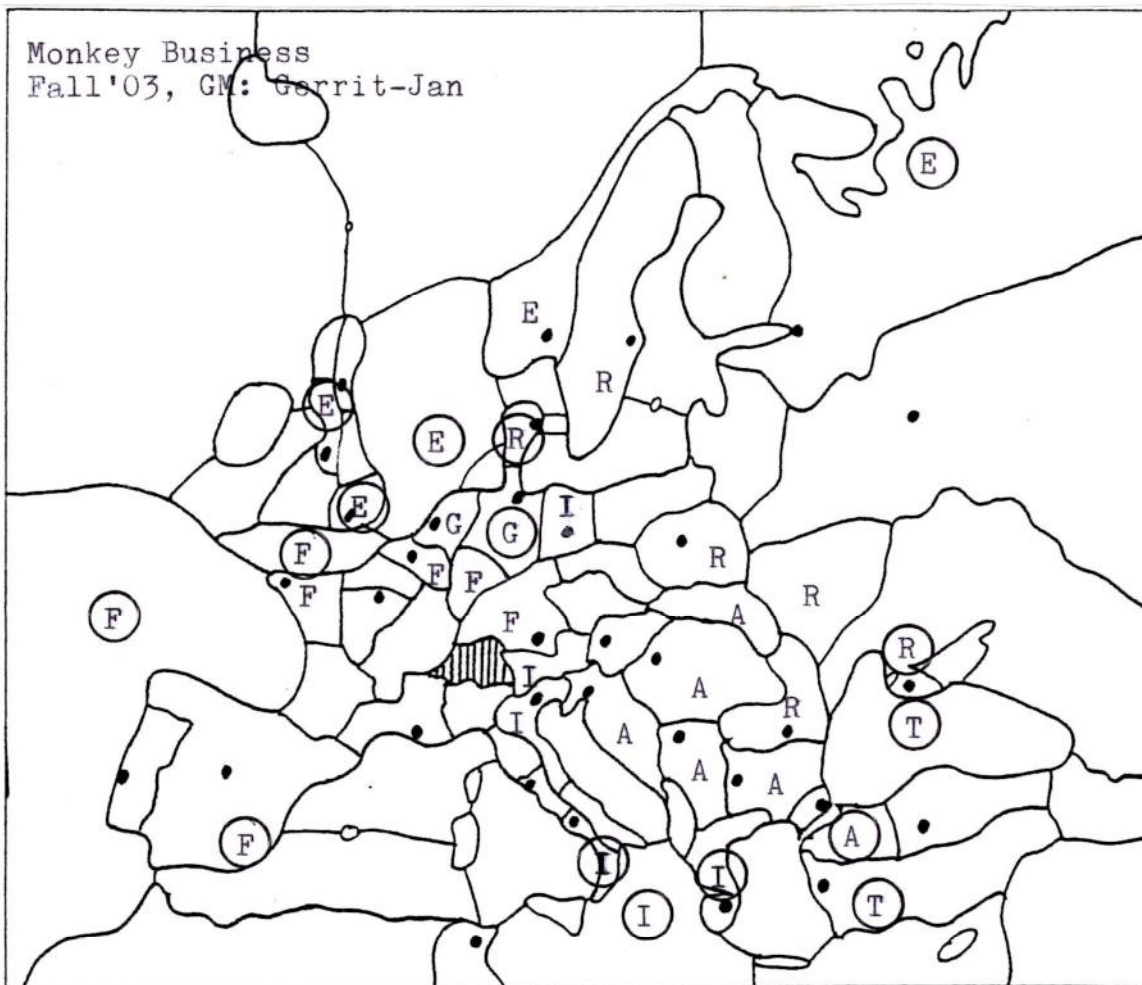 Monkey Business
Fall'03, GM: Gerrit-Jan
E
E
R
E
E R
E I
G G
F R
F F
F R
F F A
R
I
A
I A R T
A A
F A
I I
I T